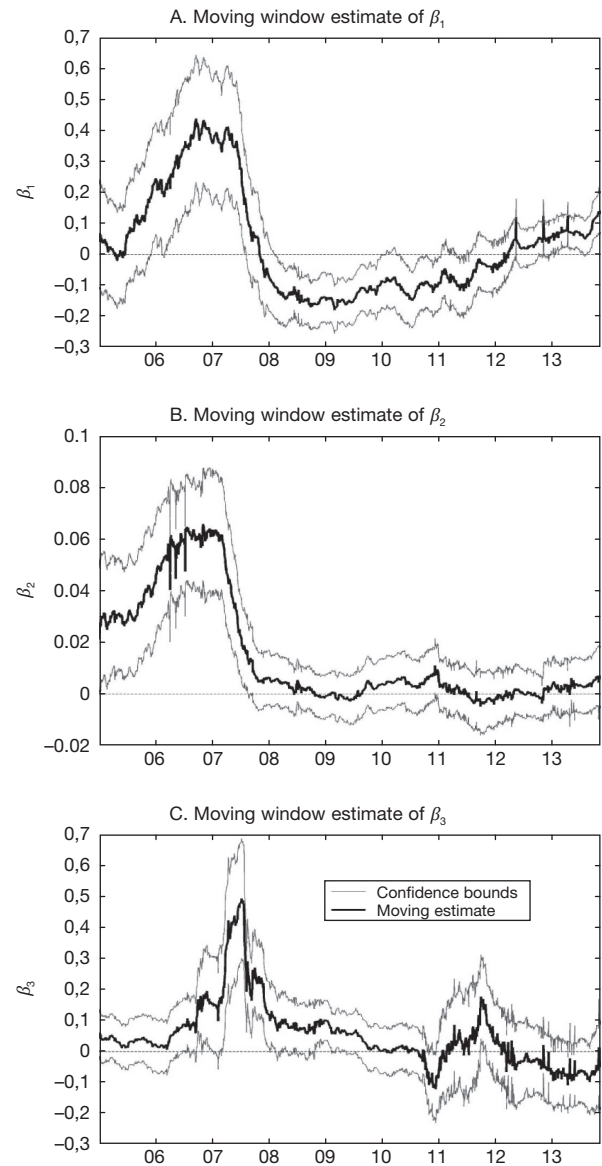 A. Moving window estimate of β1
0,7
0,6
0,5
0,4
0,3
0,2
0,1
0
–0,1
–0,2
–0,3
β1
06 07 08 09 10 11 12 13
B. Moving window estimate of β2
0.1
0.08
0.06
0.04
0.02
0
–0.02
β2
06 07 08 09 10 11 12 13
C. Moving window estimate of β3
0,7
0,6
0,5
0,4
0,3
0,2
0,1
0
–0,1
–0,2
–0,3
β3
Confidence bounds
Moving estimate
06 07 08 09 10 11 12 13